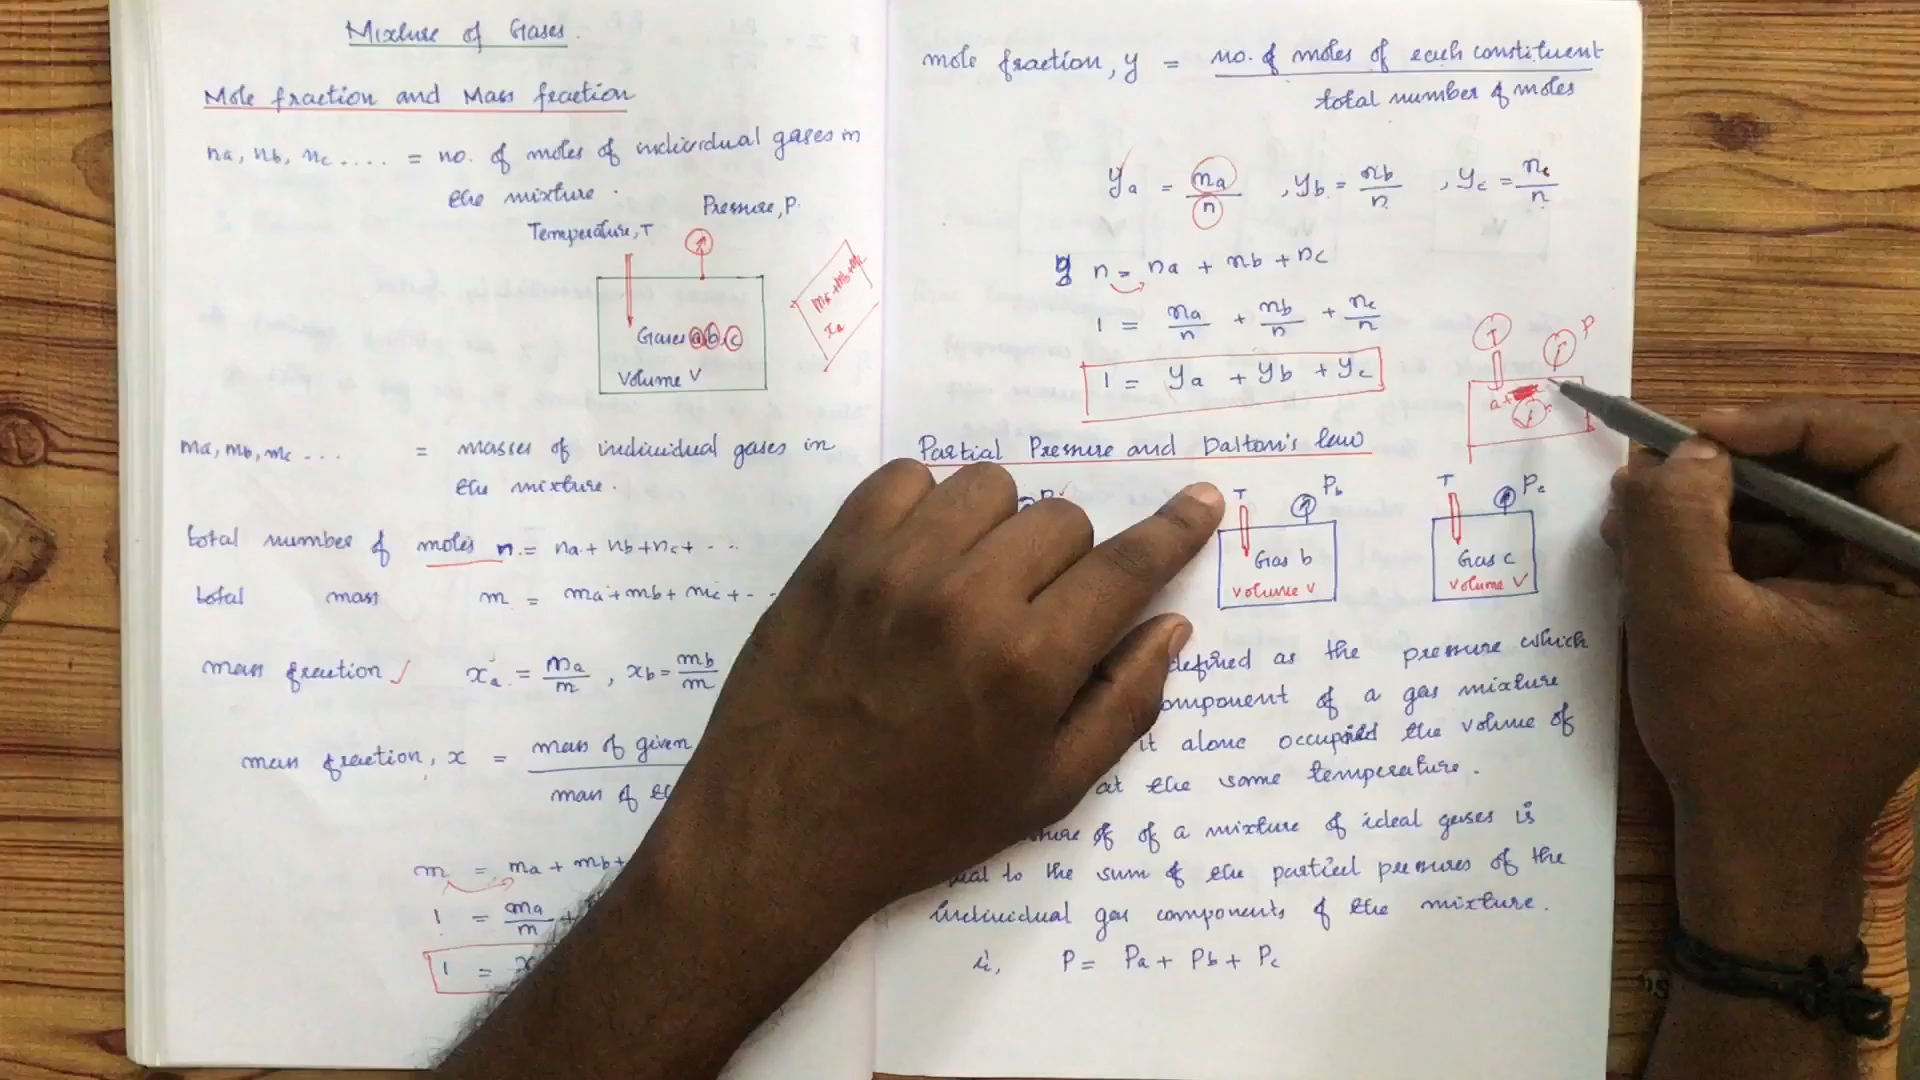 Mixture of Gases.
Mole fraction and Mass fraction
na, nb, nc .... = no. of moles of individual gases in
the mixture.
Pressure, P.
Temperature, T
Gases a, b, c
Volume V
ma+mb+mc
xa
ma, mb, mc ... = masses of individual gases in
the mixture.
total number of moles n = na + nb + nc + ...
total mass m = ma + mb + mc + - -
mass fraction ✓ xa = ma/m , xb = mb/m
mass fraction, x = mass of given
mass of
m = ma + mb +
1 = ma/m +
1 =
mole fraction, y = no. of moles of each constituent
total number of moles
ya = na/n , yb = nb/n , yc = nc/n
n = na + nb + nc
1 = na/n + nb/n + nc/n
1 = ya + yb + yc
T P
a+
Partial Pressure and Dalton's law
T Pb T Pc
Gas b Gas c
Volume V Volume V
defined as the pressure which
component of a gas mixture
it alone occupied the volume of
at the same temperature.
of of a mixture of ideal gases is
to the sum of the partial pressures of the
individual gas components of the mixture.
ie, P = Pa + Pb + Pc